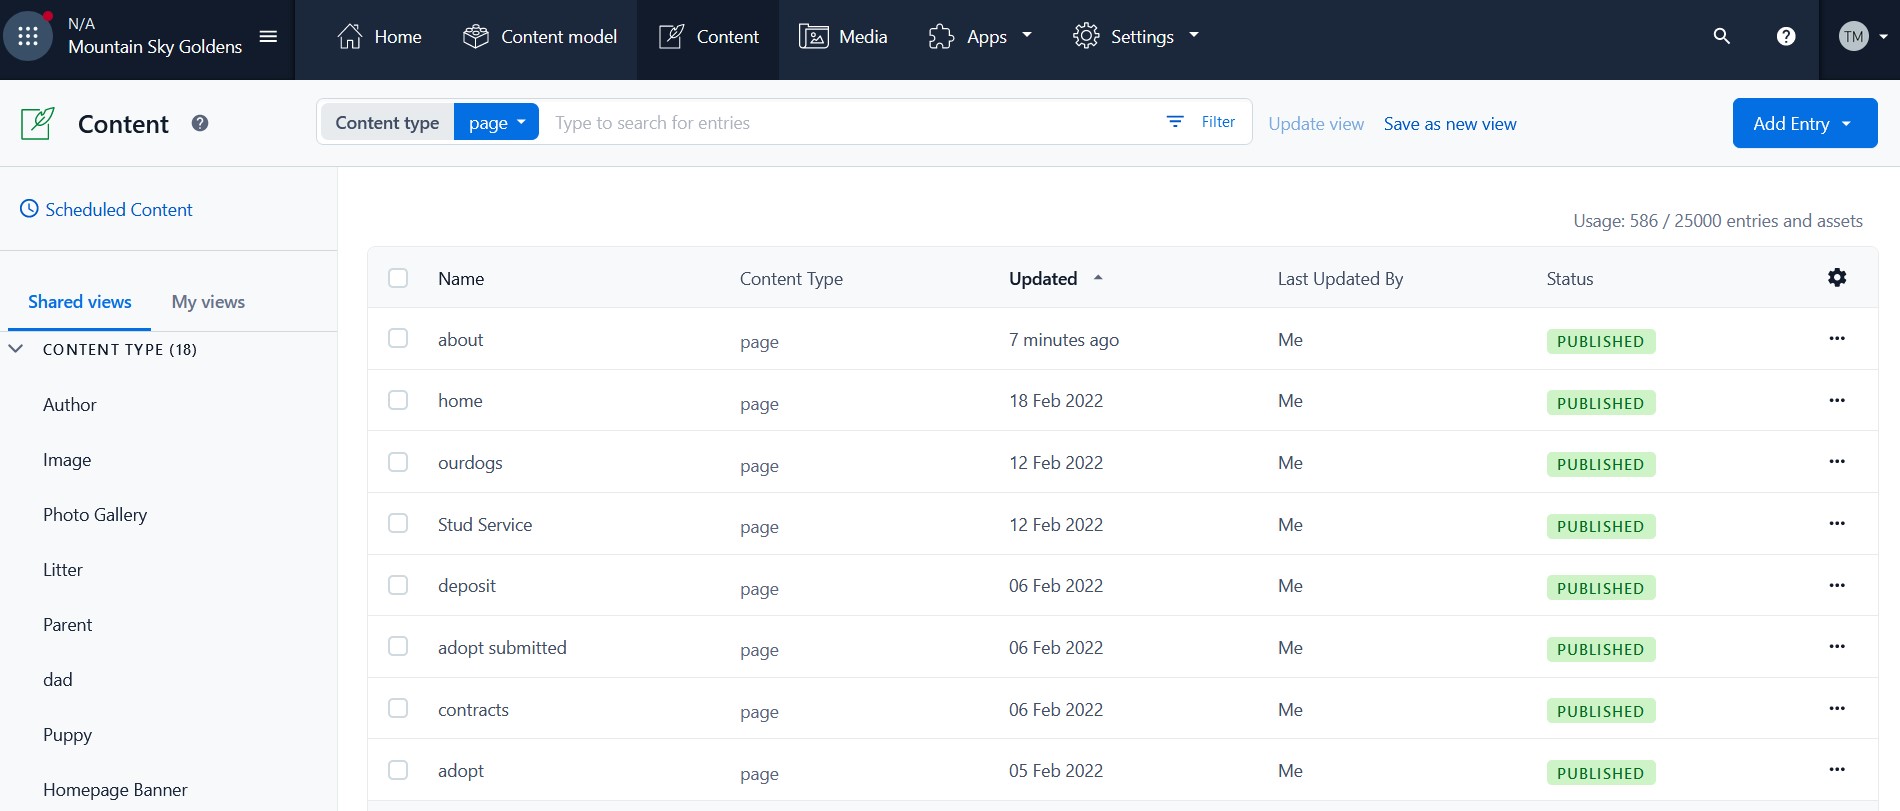 N/A
Mountain Sky Goldens
Home
Content model
Content
Media
Apps
Settings
TM
Content
Content type page
Type to search for entries
Filter
Update view
Save as new view
Add Entry
Scheduled Content
Usage: 586 / 25000 entries and assets
Shared views
My views
CONTENT TYPE (18)
Author
Image
Photo Gallery
Litter
Parent
dad
Puppy
Homepage Banner
Name Content Type Updated Last Updated By Status
about page 7 minutes ago Me PUBLISHED
home page 18 Feb 2022 Me PUBLISHED
ourdogs page 12 Feb 2022 Me PUBLISHED
Stud Service page 12 Feb 2022 Me PUBLISHED
deposit page 06 Feb 2022 Me PUBLISHED
adopt submitted page 06 Feb 2022 Me PUBLISHED
contracts page 06 Feb 2022 Me PUBLISHED
adopt page 05 Feb 2022 Me PUBLISHED